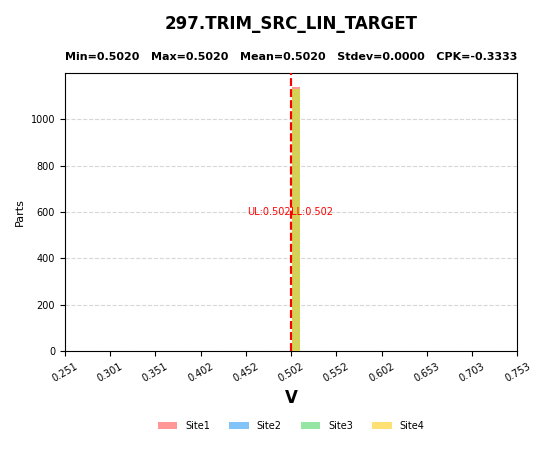 297.TRIM_SRC_LIN_TARGET
Min=0.5020 Max=0.5020 Mean=0.5020 Stdev=0.0000 CPK=-0.3333
1000
800
600
400
200
0
Parts
UL:0.502
LL:0.502
0.251 0.301 0.351 0.402 0.452 0.502 0.552 0.602 0.653 0.703 0.753
V
Site1 Site2 Site3 Site4